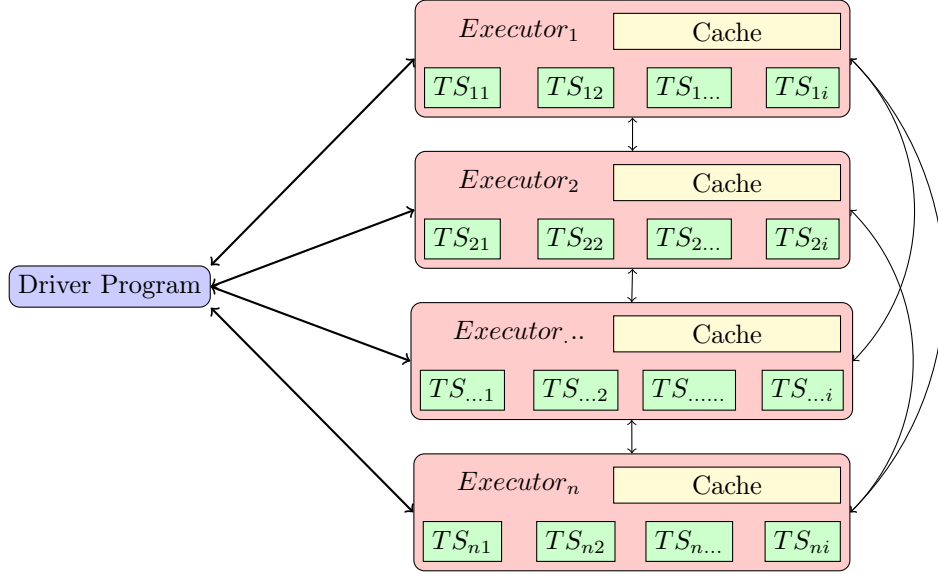 Executor₁ Cache
TS₁₁ TS₁₂ TS₁... TS₁ᵢ
Executor₂ Cache
TS₂₁ TS₂₂ TS₂... TS₂ᵢ
Driver Program
Executor... Cache
TS...₁ TS...₂ TS...... TS...ᵢ
Executorₙ Cache
TSₙ₁ TSₙ₂ TSₙ... TSₙᵢ